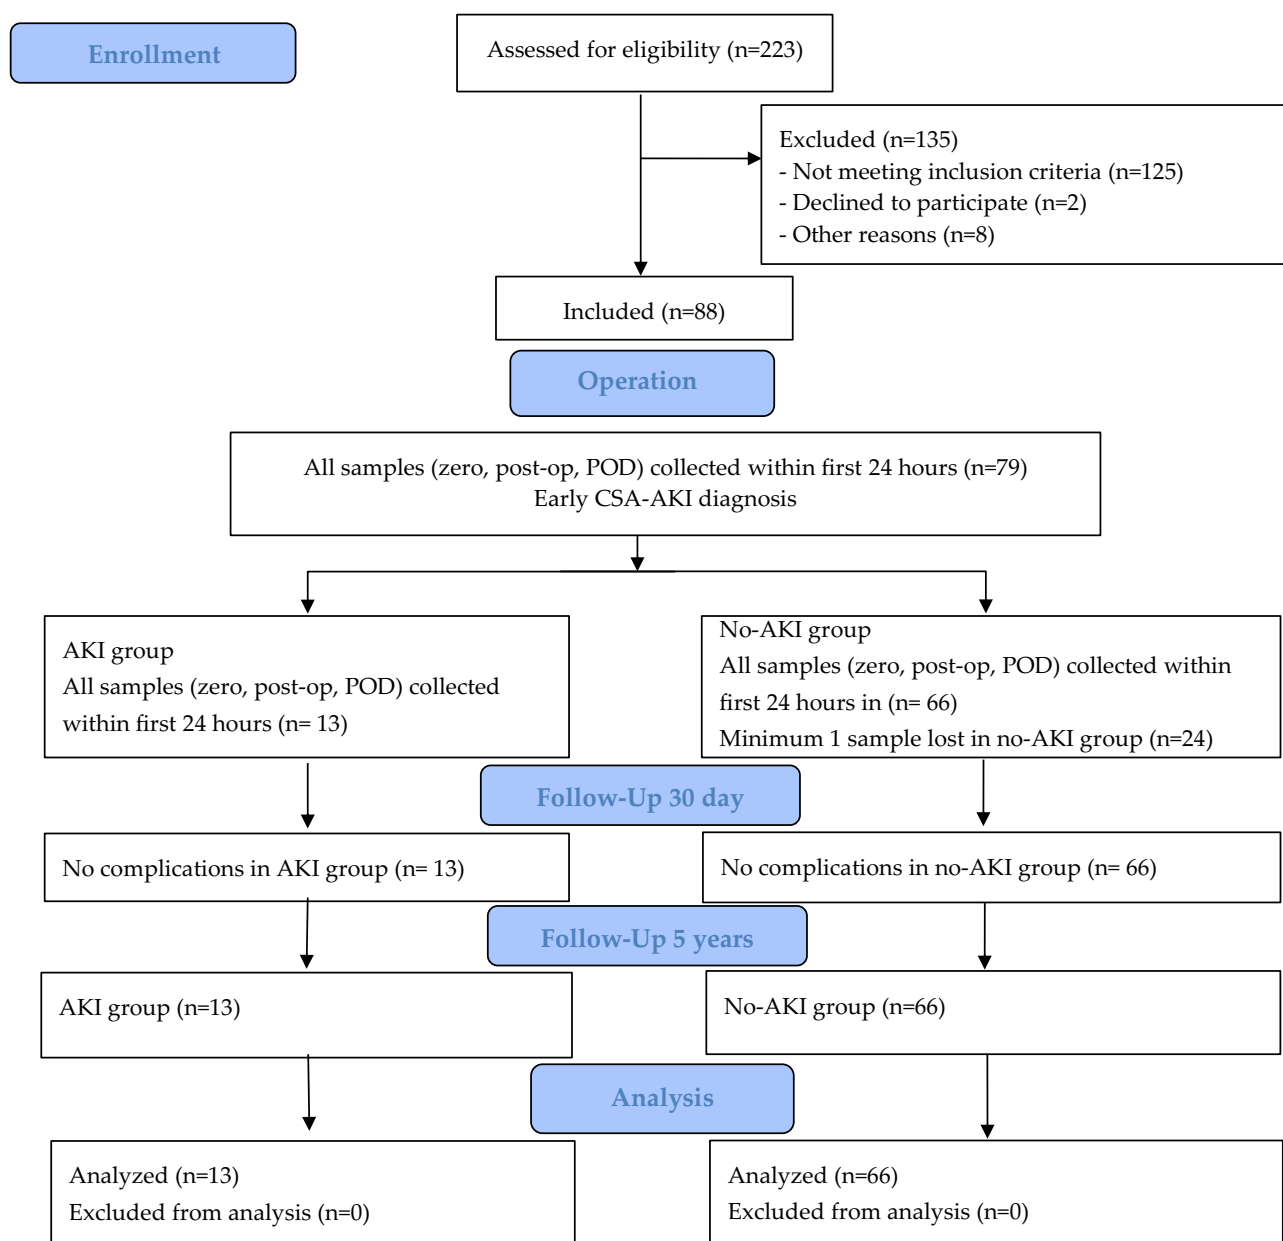 Enrollment
Assessed for eligibility (n=223)
Excluded (n=135)
- Not meeting inclusion criteria (n=125)
- Declined to participate (n=2)
- Other reasons (n=8)
Included (n=88)
Operation
All samples (zero, post-op, POD) collected within first 24 hours (n=79)
Early CSA-AKI diagnosis
AKI group
All samples (zero, post-op, POD) collected
within first 24 hours (n= 13)
No-AKI group
All samples (zero, post-op, POD) collected within
first 24 hours in (n= 66)
Minimum 1 sample lost in no-AKI group (n=24)
Follow-Up 30 day
No complications in AKI group (n= 13)
No complications in no-AKI group (n= 66)
Follow-Up 5 years
AKI group (n=13)
No-AKI group (n=66)
Analysis
Analyzed (n=13)
Excluded from analysis (n=0)
Analyzed (n=66)
Excluded from analysis (n=0)